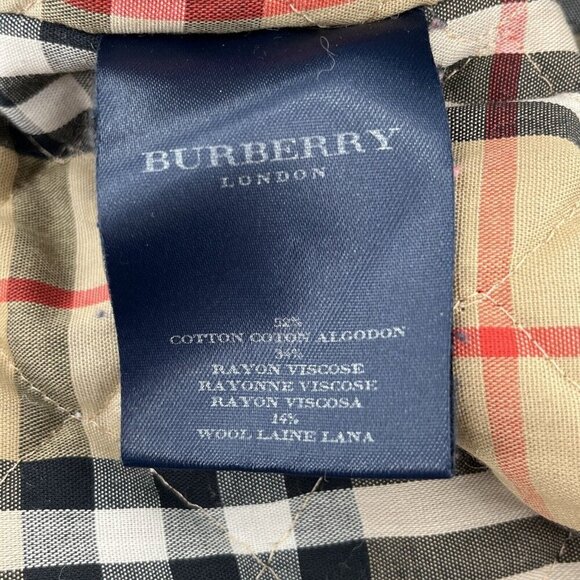 BURBERRY
LONDON
52%
COTTON COTON ALGODON
34%
RAYON VISCOSE
RAYONNE VISCOSE
RAYON VISCOSA
14%
WOOL LAINE LANA